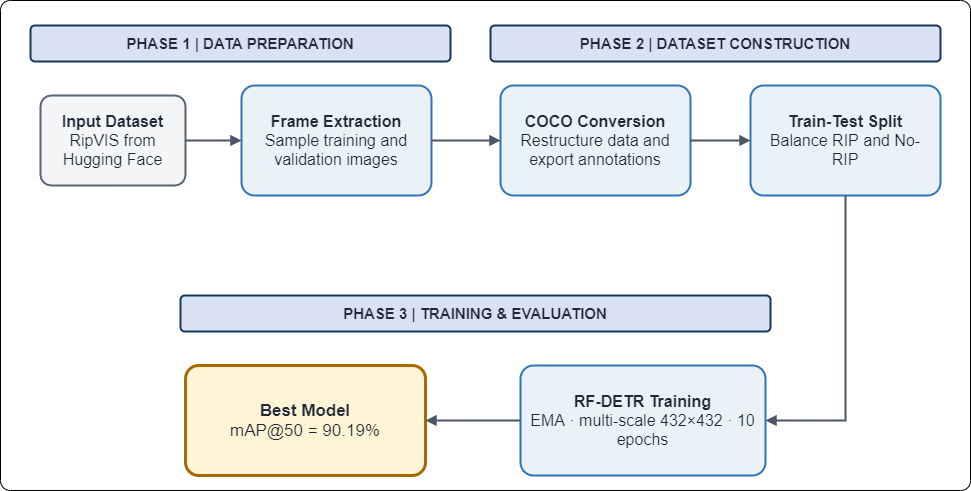 PHASE 1 | DATA PREPARATION
PHASE 2 | DATASET CONSTRUCTION
Input Dataset
RipVIS from
Hugging Face
Frame Extraction
Sample training and
validation images
COCO Conversion
Restructure data and
export annotations
Train-Test Split
Balance RIP and No-
RIP
PHASE 3 | TRAINING & EVALUATION
Best Model
mAP@50 = 90.19%
RF-DETR Training
EMA · multi-scale 432×432 · 10
epochs